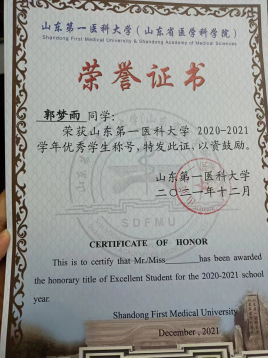 山东第一医科大学(山东省医学科学院)
Shandong First Medical University & Shandong Academy of Medical Sciences
荣誉证书
郭梦雨 同学:
荣获山东第一医科大学 2020-2021
学年优秀学生称号,特发此证,以资鼓励。
山东第一医科大学
二〇二一年十二月
SDFMU
CERTIFICATE OF HONOR
This is to certify that Mr./Miss has been awarded
the honorary title of Excellent Student for the 2020-2021 school
year.
Shandong First Medical University
December , 2021